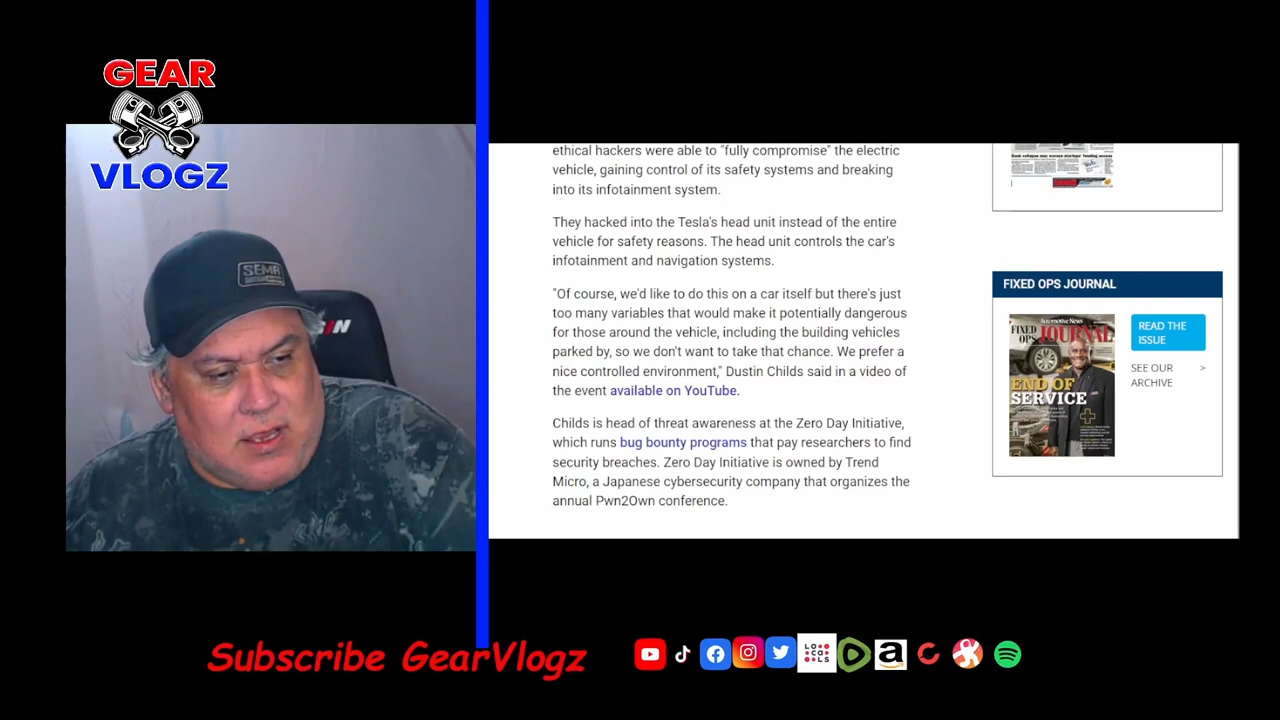 GEAR
VLOGZ
SEMA
ethical hackers were able to "fully compromise" the electric
vehicle, gaining control of its safety systems and breaking
into its infotainment system.
They hacked into the Tesla's head unit instead of the entire
vehicle for safety reasons. The head unit controls the car's
infotainment and navigation systems.
"Of course, we'd like to do this on a car itself but there's just
too many variables that would make it potentially dangerous
for those around the vehicle, including the building vehicles
parked by, so we don't want to take that chance. We prefer a
nice controlled environment," Dustin Childs said in a video of
the event available on YouTube.
Childs is head of threat awareness at the Zero Day Initiative,
which runs bug bounty programs that pay researchers to find
security breaches. Zero Day Initiative is owned by Trend
Micro, a Japanese cybersecurity company that organizes the
annual Pwn2Own conference.
FIXED OPS JOURNAL
Automotive News
FIXED
OPS JOURNAL
END OF
SERVICE
READ THE
ISSUE
SEE OUR >
ARCHIVE
Subscribe GearVlogz
LOCALS